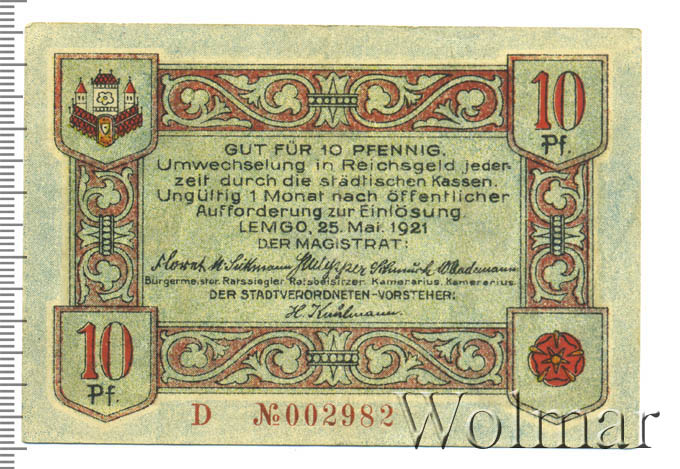 10
Pf.
GUT FÜR 10 PFENNIG.
Umwechselung in Reichsgeld jeder-
zeit durch die städtischen Kassen.
Ungültig 1 Monat nach öffentlicher
Aufforderung zur Einlösung.
LEMGO, 25. Mai. 1921
DER MAGISTRAT:
Bürgermeister. Ratssiegler. Ratsbeisitzer. Kamerarius. Kamerarius.
DER STADTVERORDNETEN-VORSTEHER:
H. Kuhlmann.
10
Pf.
D №002982
Wolmar